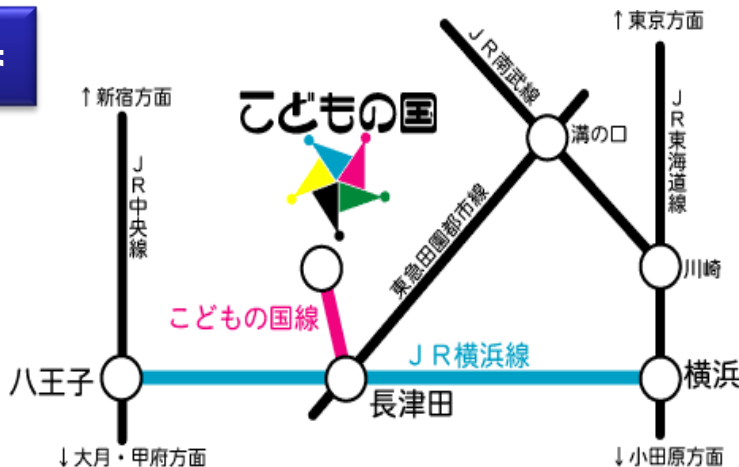 ↑東京方面
JR南武線
↑新宿方面
こどもの国
JR東海道線
溝の口
JR中央線
東急田園都市線
川崎
こどもの国線
JR横浜線
八王子
横浜
長津田
↓大月・甲府方面
↓小田原方面